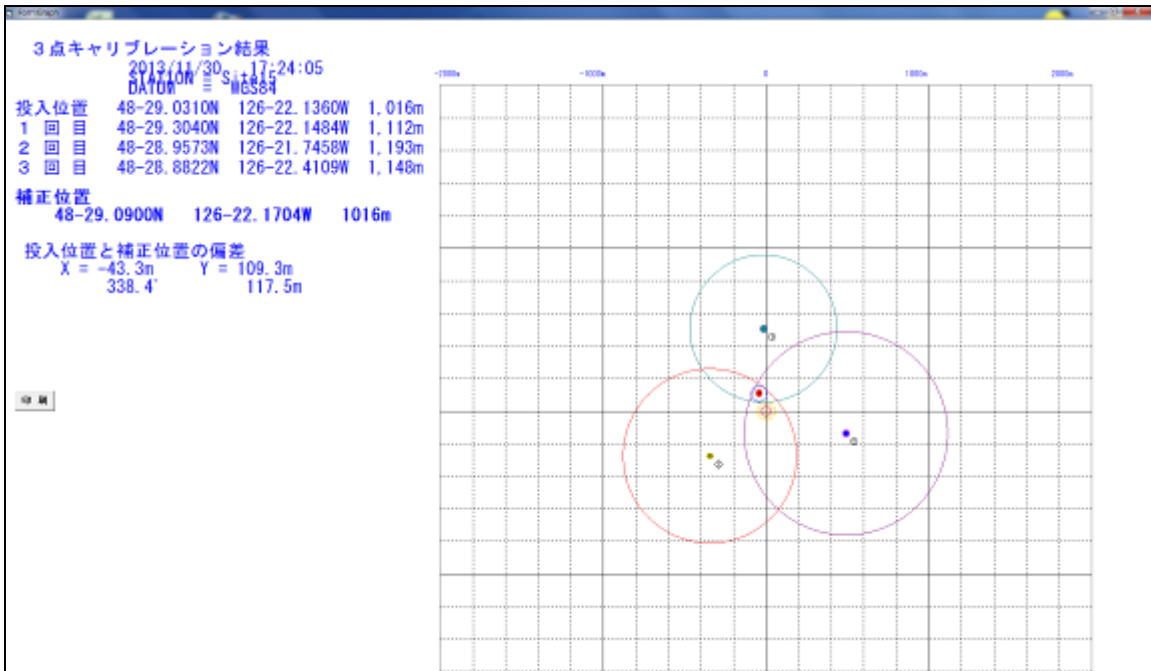 FormGraph
3点キャリブレーション結果
2013/11/30 17:24:05
STATION = Site15
DATUM = WGS84
投入位置 48-29.0310N 126-22.1360W 1,016m
1 回 目 48-29.3040N 126-22.1484W 1,112m
2 回 目 48-28.9573N 126-21.7458W 1,193m
3 回 目 48-28.8822N 126-22.4109W 1,148m
補正位置
48-29.0900N 126-22.1704W 1016m
投入位置と補正位置の偏差
X = -43.3m Y = 109.3m
338.4° 117.5m
印 刷
-2000m -1000m 0 1000m 2000m